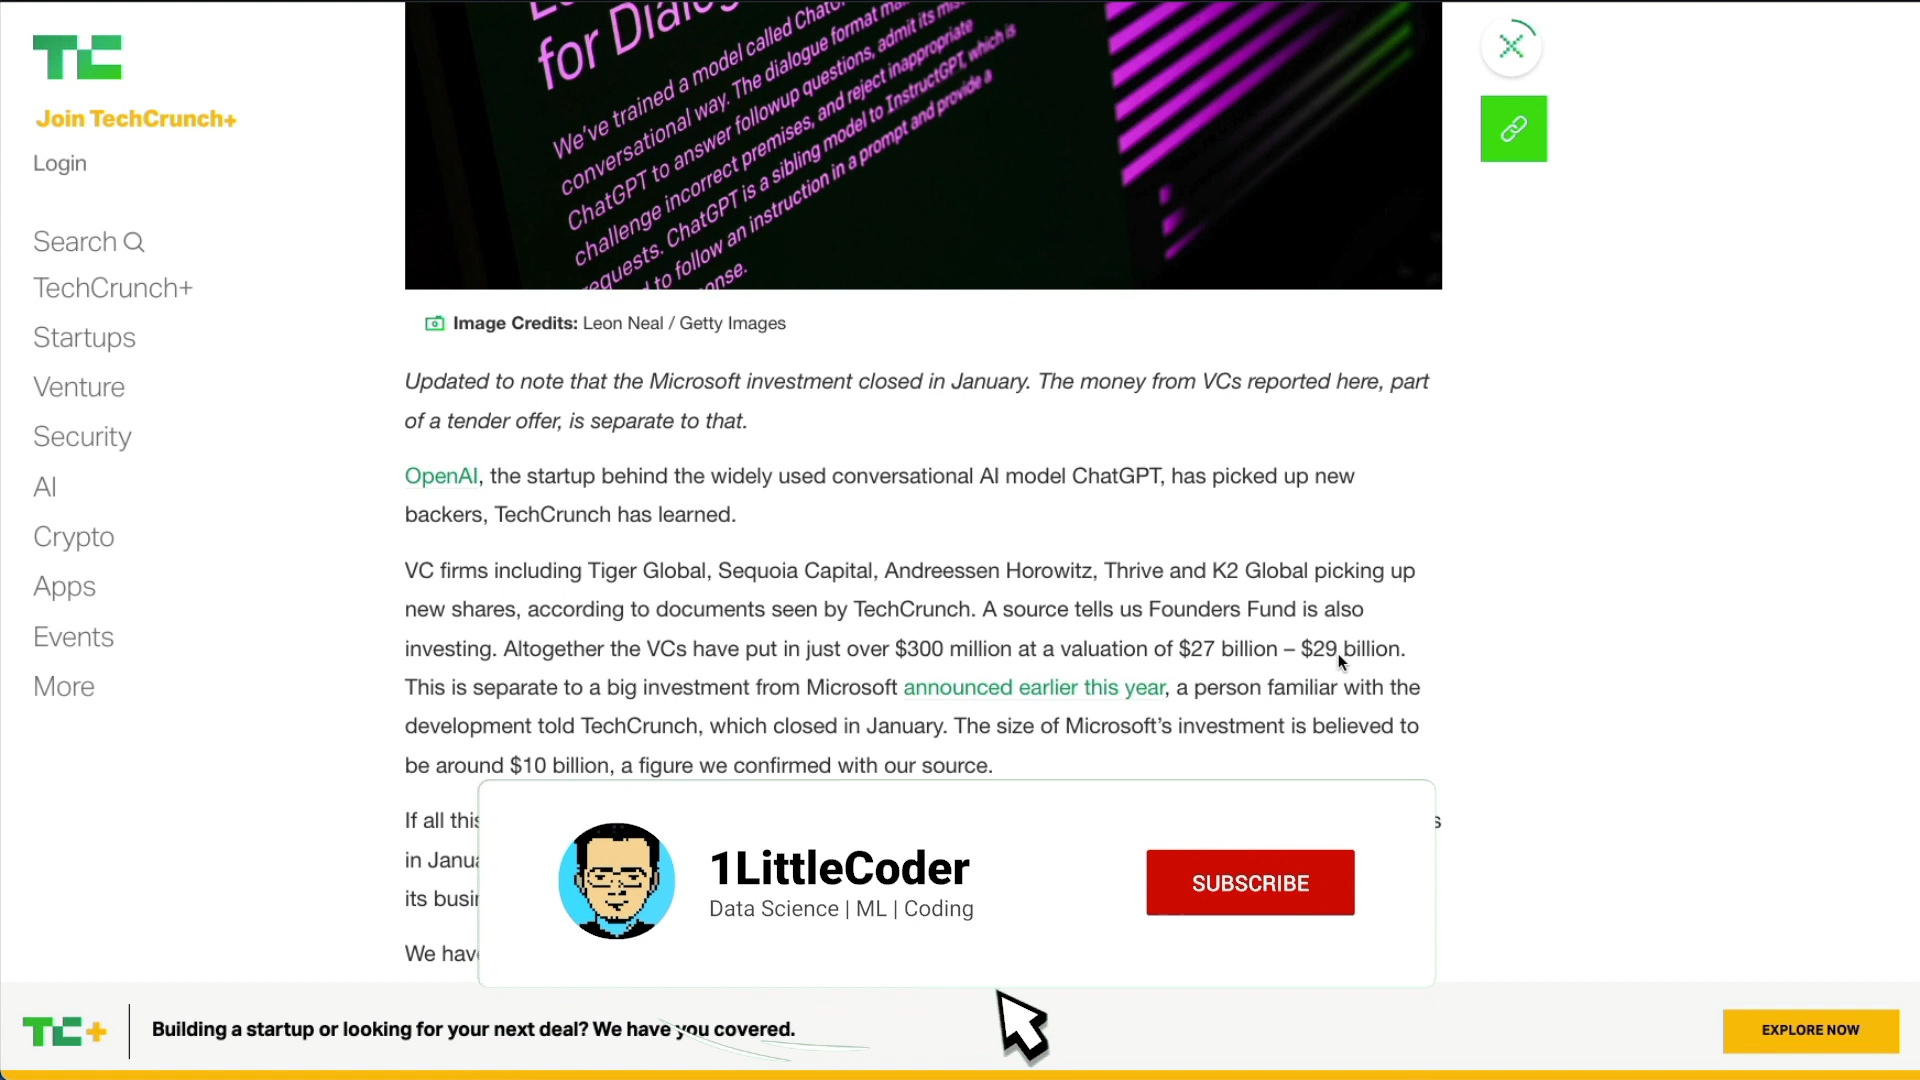 TC
Join TechCrunch+
Login
Search
TechCrunch+
Startups
Venture
Security
AI
Crypto
Apps
Events
More
for Dialog
We've trained a model called Chat
conversational way. The dialogue format ma
ChatGPT to answer followup questions, admit its mis
challenge incorrect premises, and reject inappropriate
requests. ChatGPT is a sibling model to InstructGPT, which is
d to follow an instruction in a prompt and provide a
onse.
Image Credits: Leon Neal / Getty Images
Updated to note that the Microsoft investment closed in January. The money from VCs reported here, part
of a tender offer, is separate to that.
OpenAI, the startup behind the widely used conversational AI model ChatGPT, has picked up new
backers, TechCrunch has learned.
VC firms including Tiger Global, Sequoia Capital, Andreessen Horowitz, Thrive and K2 Global picking up
new shares, according to documents seen by TechCrunch. A source tells us Founders Fund is also
investing. Altogether the VCs have put in just over $300 million at a valuation of $27 billion – $29 billion.
This is separate to a big investment from Microsoft announced earlier this year, a person familiar with the
development told TechCrunch, which closed in January. The size of Microsoft's investment is believed to
be around $10 billion, a figure we confirmed with our source.
If all this
in Janua
its busin
We have
1LittleCoder
Data Science | ML | Coding
SUBSCRIBE
TC+
Building a startup or looking for your next deal? We have you covered.
EXPLORE NOW